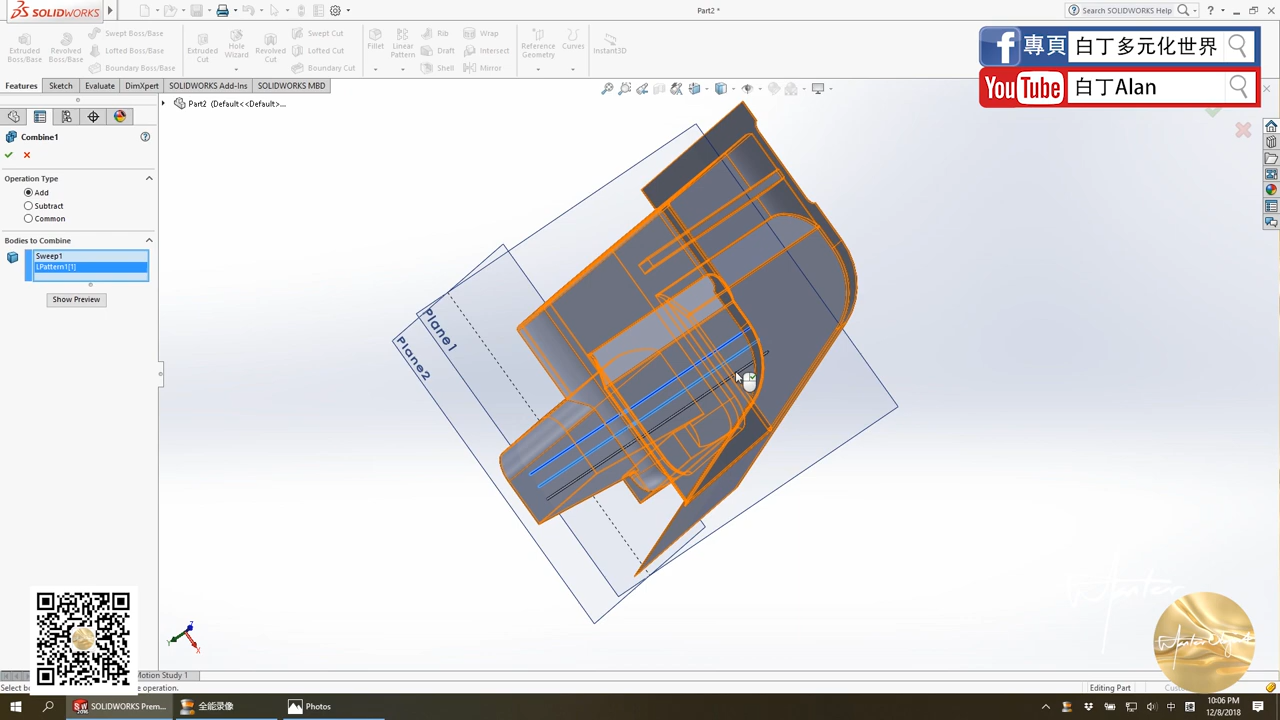 SOLIDWORKS
Part2 *
Search SOLIDWORKS Help
Extruded Boss/Base
Revolved Boss/Base
Swept Boss/Base
Lofted Boss/Base
Boundary Boss/Base
Extruded Cut
Hole Wizard
Revolved Cut
Swept Cut
Lofted Cut
Boundary Cut
Fillet
Linear Pattern
Rib
Draft
Shell
Wrap
Intersect
Mirror
Reference Geometry
Curves
Instant3D
專頁 白丁多元化世界
YouTube 白丁Alan
Features Sketch Evaluate DimXpert SOLIDWORKS Add-Ins SOLIDWORKS MBD
Part2 (Default<<Default>...
Combine1
Operation Type
Add
Subtract
Common
Bodies to Combine
Sweep1
LPattern1[1]
Show Preview
Plane1
Plane2
Motion Study 1
Select bo
e operation.
Editing Part
SOLIDWORKS Prem...
全能录像
Photos
10:06 PM
12/8/2018